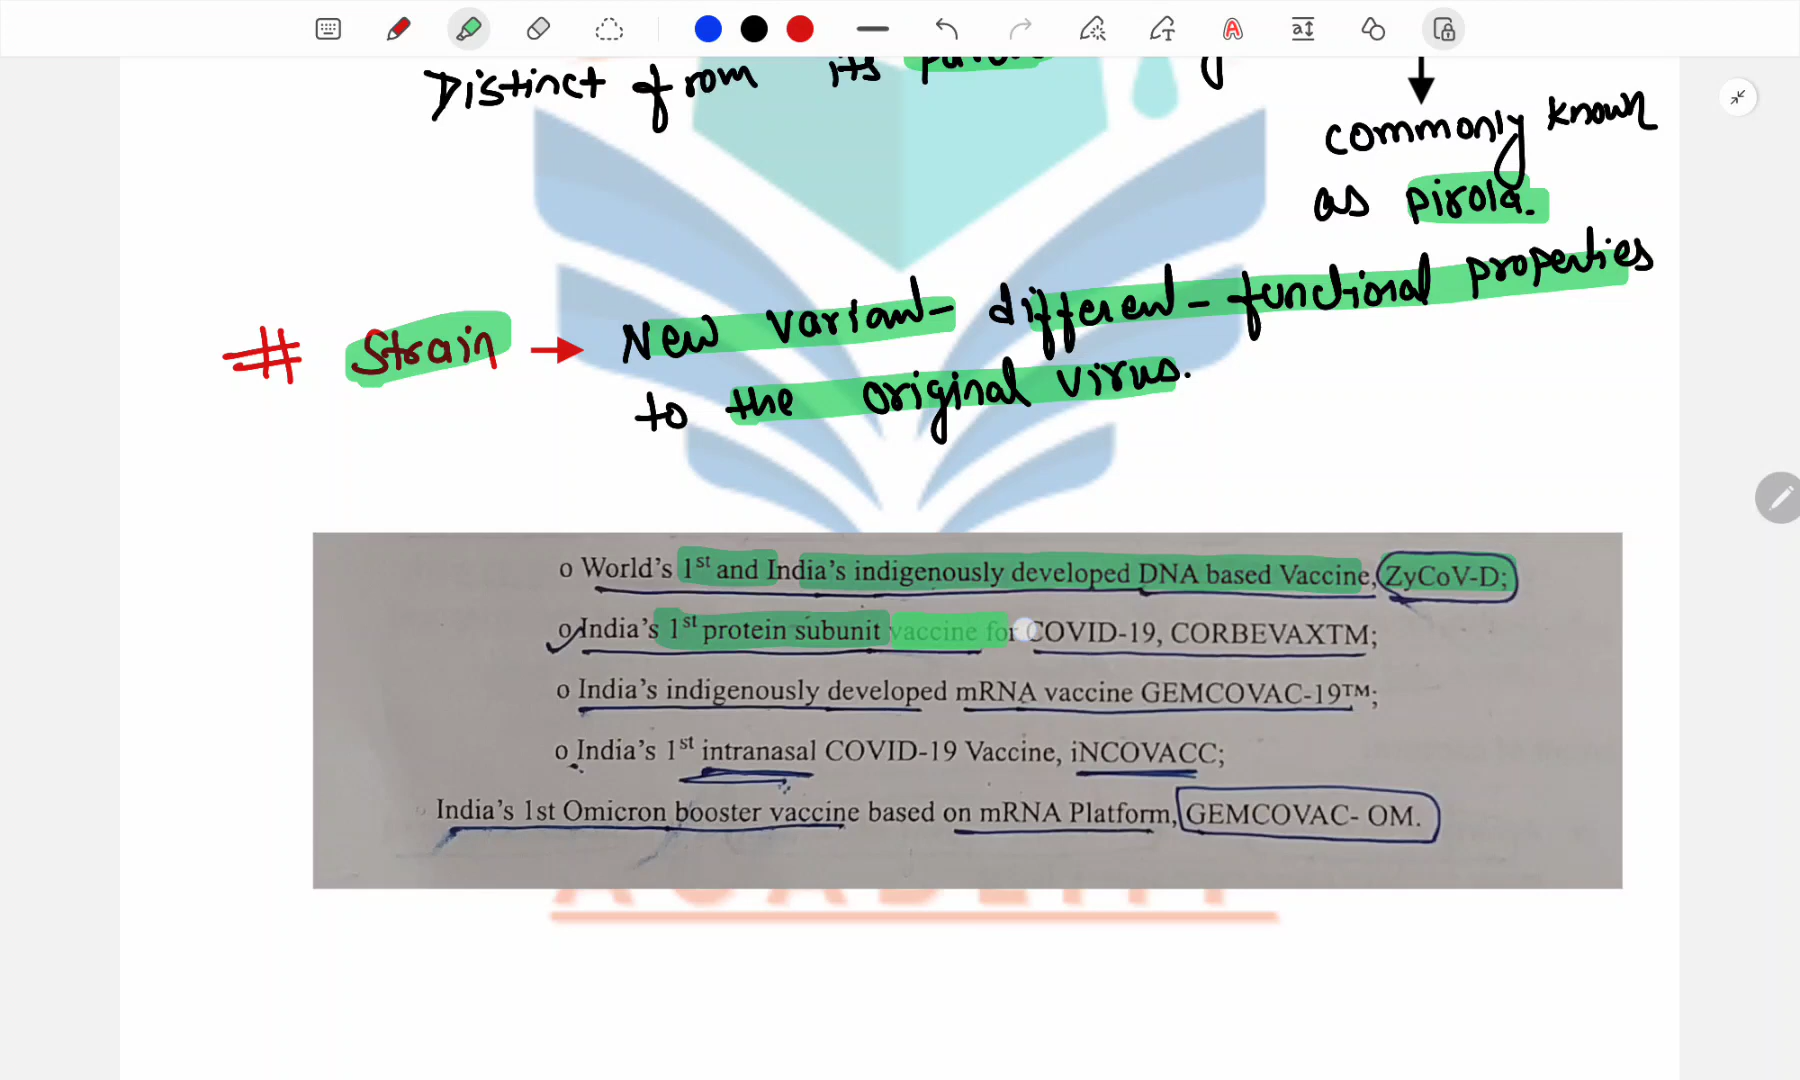 Distinct from its
commonly known
as pirola.
# Strain → New variant - different - functional properties
to the original virus.
o World's 1st and India's indigenously developed DNA based Vaccine, ZyCoV-D;
o India's 1st protein subunit vaccine for COVID-19, CORBEVAXTM;
o India's indigenously developed mRNA vaccine GEMCOVAC-19™;
o India's 1st intranasal COVID-19 Vaccine, iNCOVACC;
India's 1st Omicron booster vaccine based on mRNA Platform, GEMCOVAC- OM.